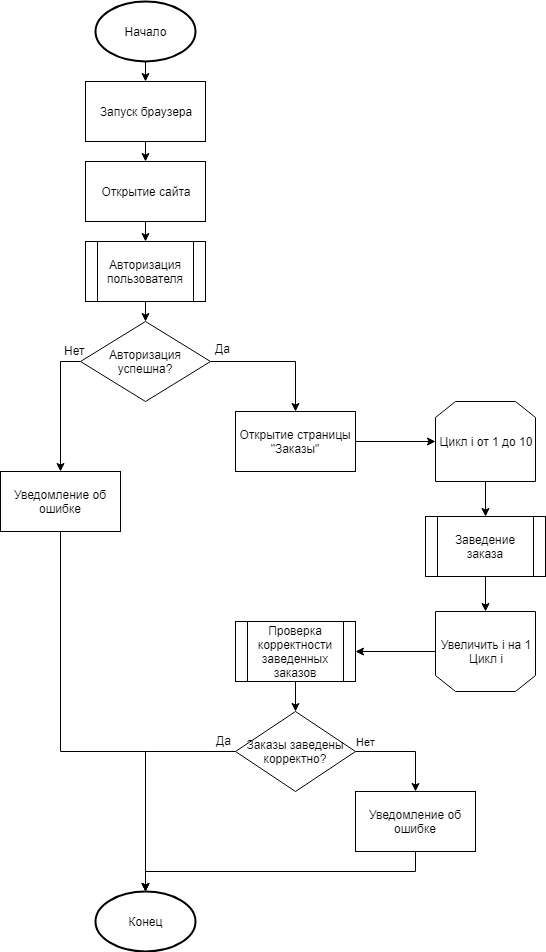 Начало
Запуск браузера
Открытие сайта
Авторизация
пользователя
Нет
Авторизация
успешна?
Да
Открытие страницы
"Заказы"
Цикл i от 1 до 10
Уведомление об
ошибке
Заведение
заказа
Проверка
корректности
заведенных
заказов
Увеличить i на 1
Цикл i
Да
Заказы заведены
корректно?
Нет
Уведомление об
ошибке
Конец